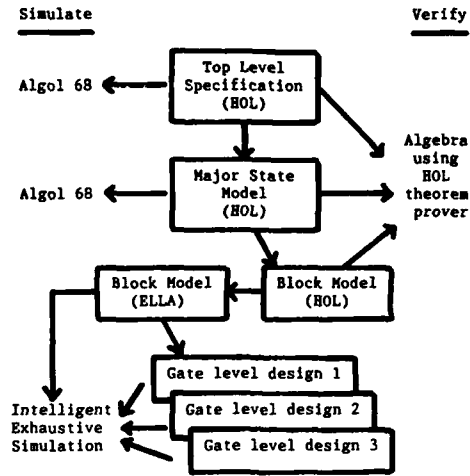 Simulate
Verify
Top Level
Specification
(HOL)
Algol 68
Algebra
using
HOL
theorem
prover
Major State
Model
(HOL)
Algol 68
Block Model
(ELLA)
Block Model
(HOL)
Gate level design 1
Gate level design 2
Gate level design 3
Intelligent
Exhaustive
Simulation